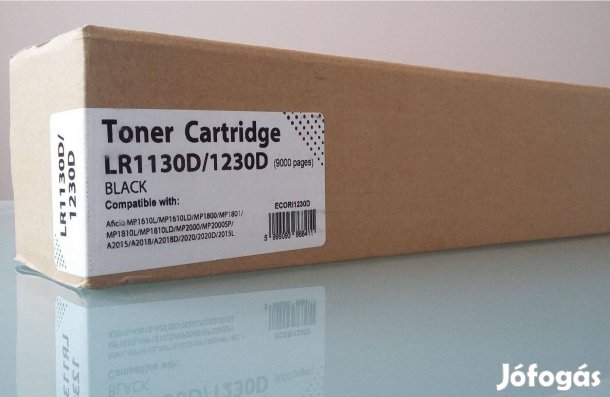 LR1130D/
1230D
Toner Cartridge
LR1130D/1230D (9000 pages)
BLACK
Compatible with:
Aficio MP1610L/MP1610LD/MP1800/MP1801/
MP1810L/MP1810LD/MP2000/MP2000SP/
A2015/A2018/A2018D/2020/2020D/2015L
ECORI1230D
Jófogás